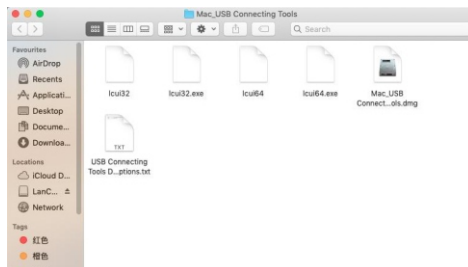 Mac_USB Connecting Tools
Search
Favourites
AirDrop
Recents
Applicati...
Desktop
Docume...
Downloa...
Locations
iCloud D...
LanC...
Network
Tags
红色
橙色
lcui32
lcui32.exe
lcui64
lcui64.exe
Mac_USB
Connect...ols.dmg
TXT
USB Connecting
Tools D...ptions.txt